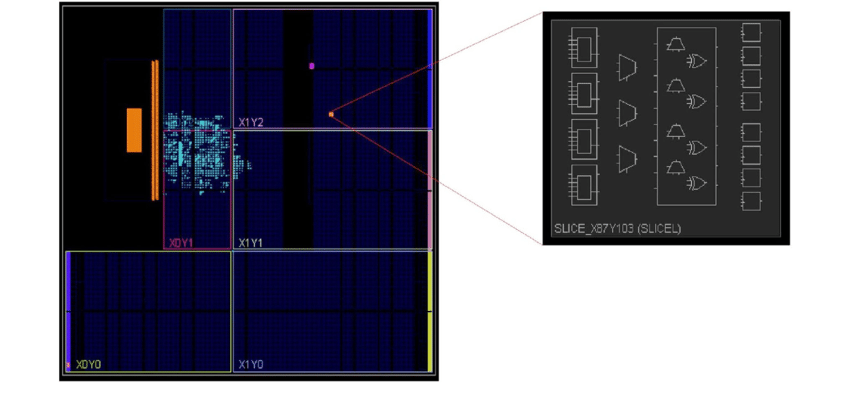 X1Y2
X0Y1
X1Y1
X0Y0
X1Y0
SLICE_X87Y103 (SLICEL)